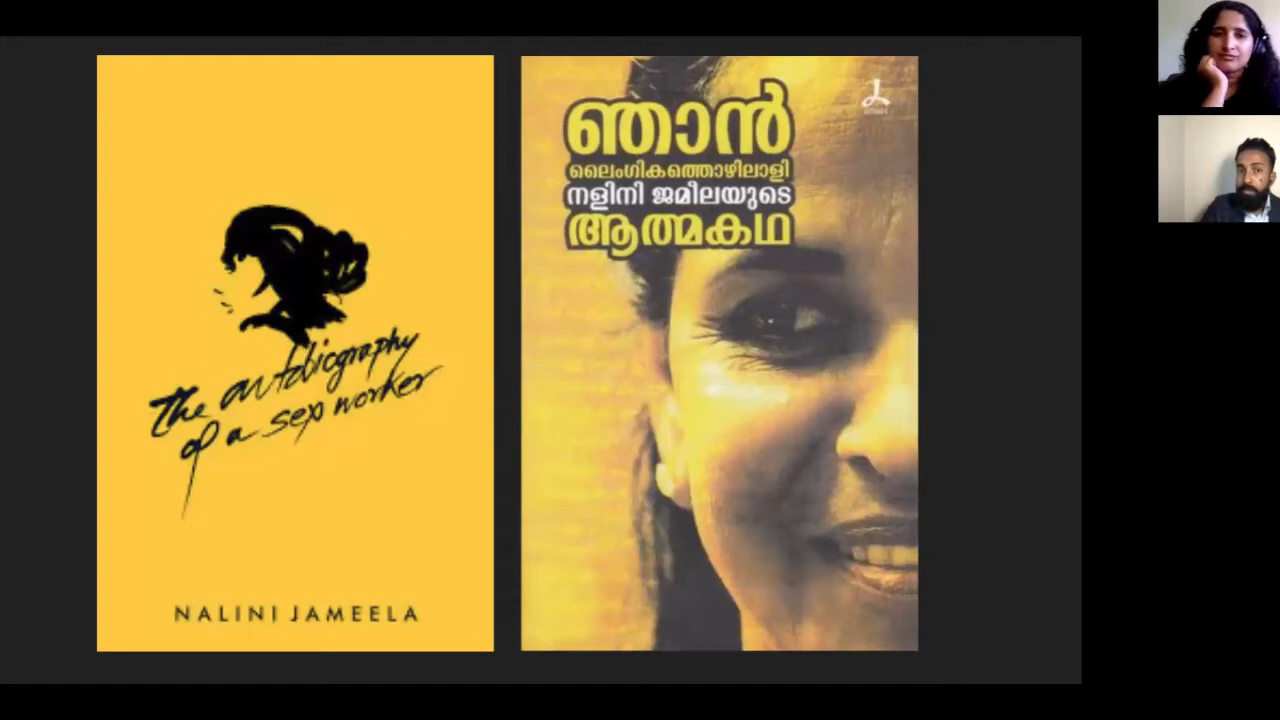 the autobiography
of a sex worker
NALINI JAMEELA
ഞാൻ
ലൈംഗികത്തൊഴിലാളി
നളിനി ജമീലയുടെ
ആത്മകഥ